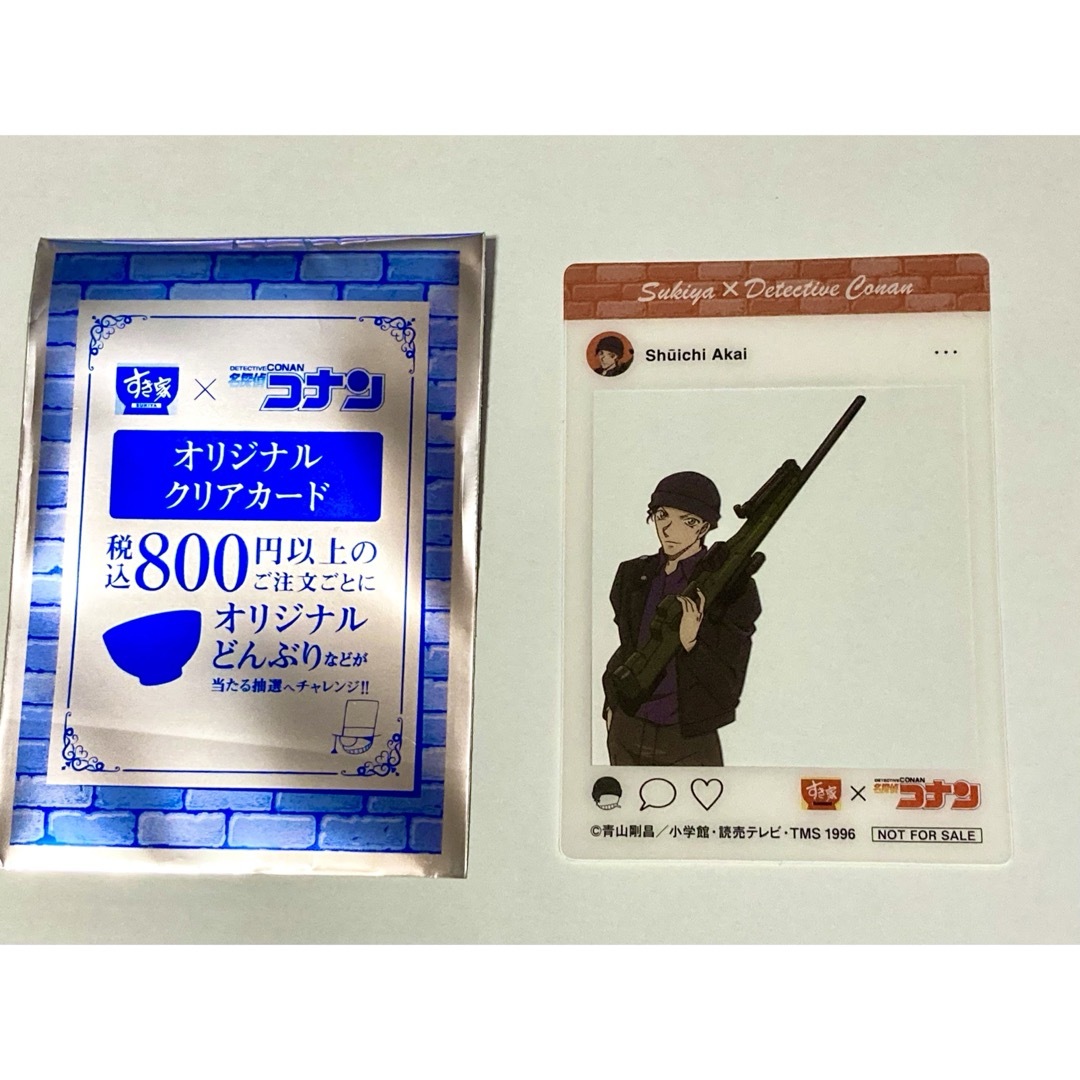 すき家
SUKIYA
×
DETECTIVE CONAN
名探偵
コナン
オリジナル
クリアカード
税込800円以上の
ご注文ごとに
オリジナル
どんぶりなどが
当たる抽選へチャレンジ!!
Sukiya × Detective Conan
Shūichi Akai
...
すき家
×
DETECTIVE CONAN
名探偵
コナン
©青山剛昌／小学館・読売テレビ・TMS 1996
NOT FOR SALE